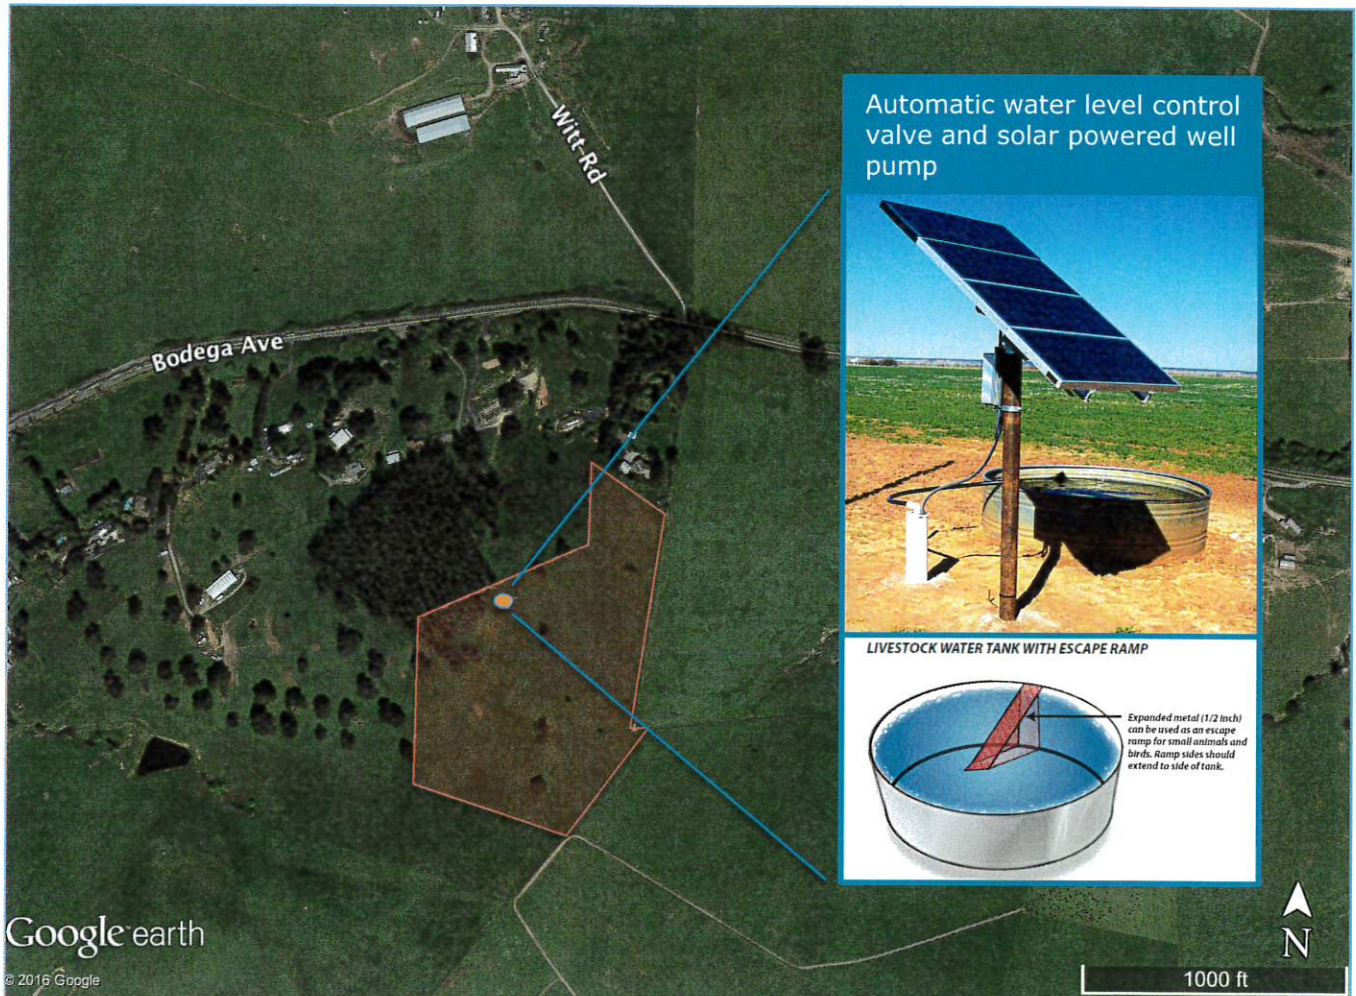 Witt Rd
Bodega Ave
Automatic water level control
valve and solar powered well
pump
LIVESTOCK WATER TANK WITH ESCAPE RAMP
Expanded metal (1/2 inch)
can be used as an escape
ramp for small animals and
birds. Ramp sides should
extend to side of tank.
Google earth
© 2016 Google
N
1000 ft